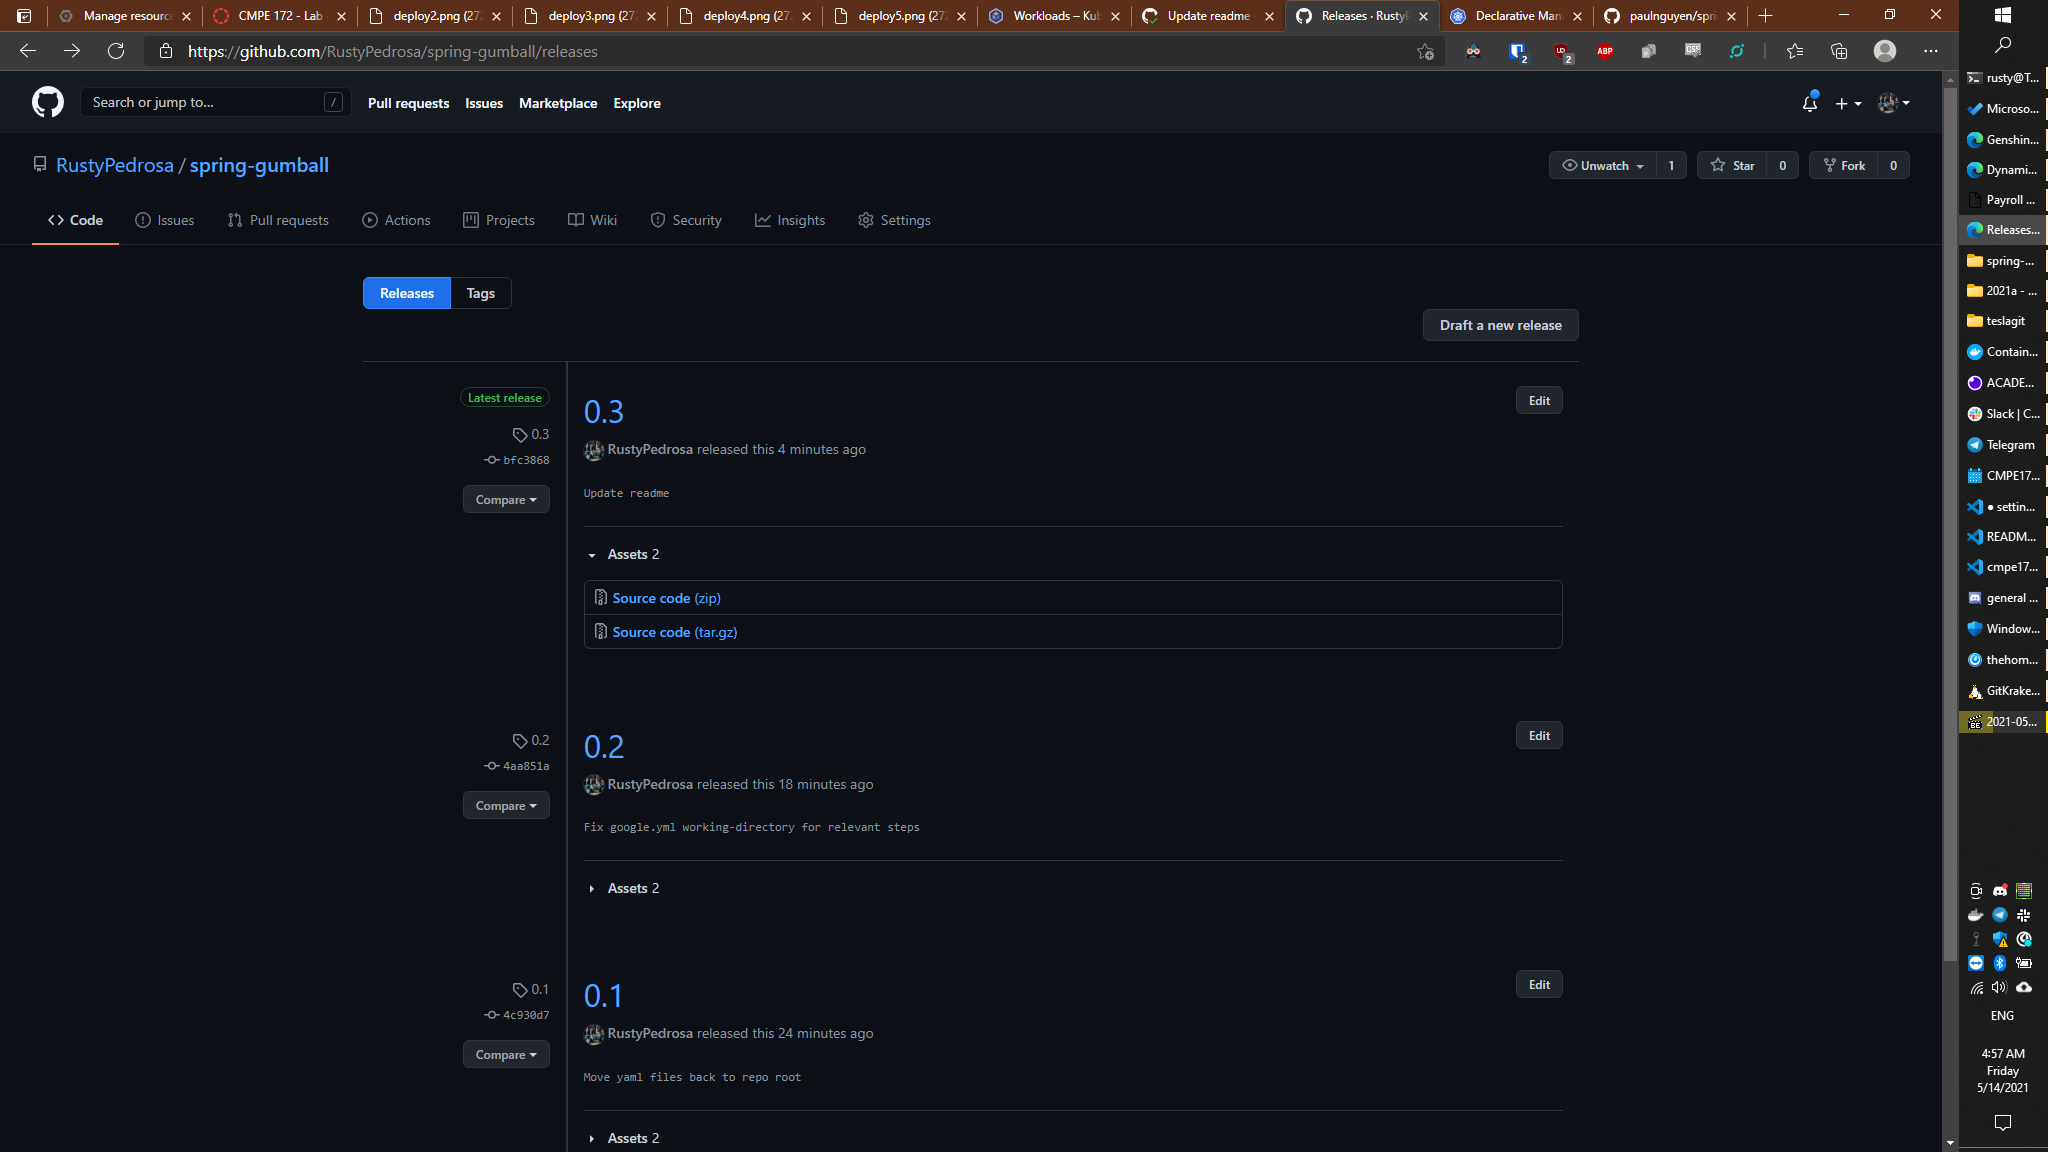 Manage resourc
CMPE 172 - Lab
deploy2.png (27
deploy3.png (27
deploy4.png (27
deploy5.png (27
Workloads – Kub
Update readme
Releases · RustyP
Declarative Man
paulnguyen/spri
https://github.com/RustyPedrosa/spring-gumball/releases
2
2
ABP
Search or jump to...
/
Pull requests
Issues
Marketplace
Explore
RustyPedrosa / spring-gumball
Unwatch
1
Star
0
Fork
0
Code
Issues
Pull requests
Actions
Projects
Wiki
Security
Insights
Settings
Releases
Tags
Draft a new release
Latest release
0.3
bfc3868
Compare
0.3
Edit
RustyPedrosa released this 4 minutes ago
Update readme
Assets 2
Source code (zip)
Source code (tar.gz)
0.2
4aa851a
Compare
0.2
Edit
RustyPedrosa released this 18 minutes ago
Fix google.yml working-directory for relevant steps
Assets 2
0.1
4c930d7
Compare
0.1
Edit
RustyPedrosa released this 24 minutes ago
Move yaml files back to repo root
Assets 2
rusty@T...
Microso...
Genshin...
Dynami...
Payroll ...
Releases...
spring-...
2021a - ...
teslagit
Contain...
ACADE...
Slack | C...
Telegram
CMPE17...
● settin...
READM...
cmpe17...
general ...
Window...
thehom...
GitKrake...
2021-05...
ENG
4:57 AM
Friday
5/14/2021